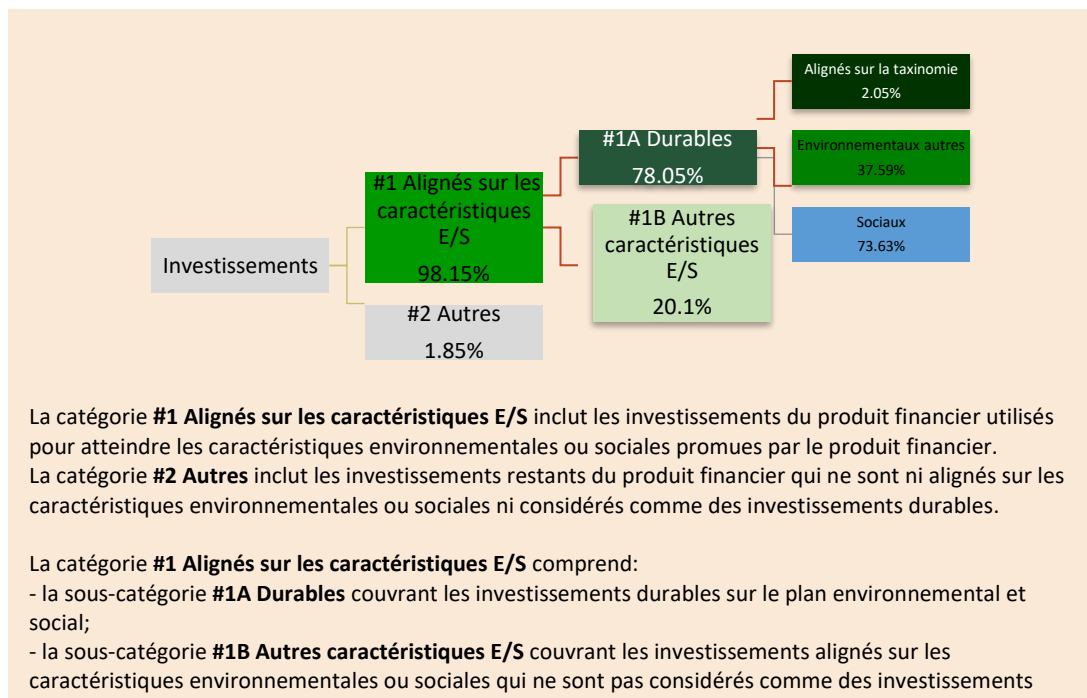 Alignés sur la taxinomie
2.05%
#1A Durables
78.05%
Environnementaux autres
37.59%
#1 Alignés sur les
caractéristiques
E/S
98.15%
#1B Autres
caractéristiques
E/S
20.1%
Sociaux
73.63%
Investissements
#2 Autres
1.85%
La catégorie #1 Alignés sur les caractéristiques E/S inclut les investissements du produit financier utilisés
pour atteindre les caractéristiques environnementales ou sociales promues par le produit financier.
La catégorie #2 Autres inclut les investissements restants du produit financier qui ne sont ni alignés sur les
caractéristiques environnementales ou sociales ni considérés comme des investissements durables.
La catégorie #1 Alignés sur les caractéristiques E/S comprend:
- la sous-catégorie #1A Durables couvrant les investissements durables sur le plan environnemental et
social;
- la sous-catégorie #1B Autres caractéristiques E/S couvrant les investissements alignés sur les
caractéristiques environnementales ou sociales qui ne sont pas considérés comme des investissements